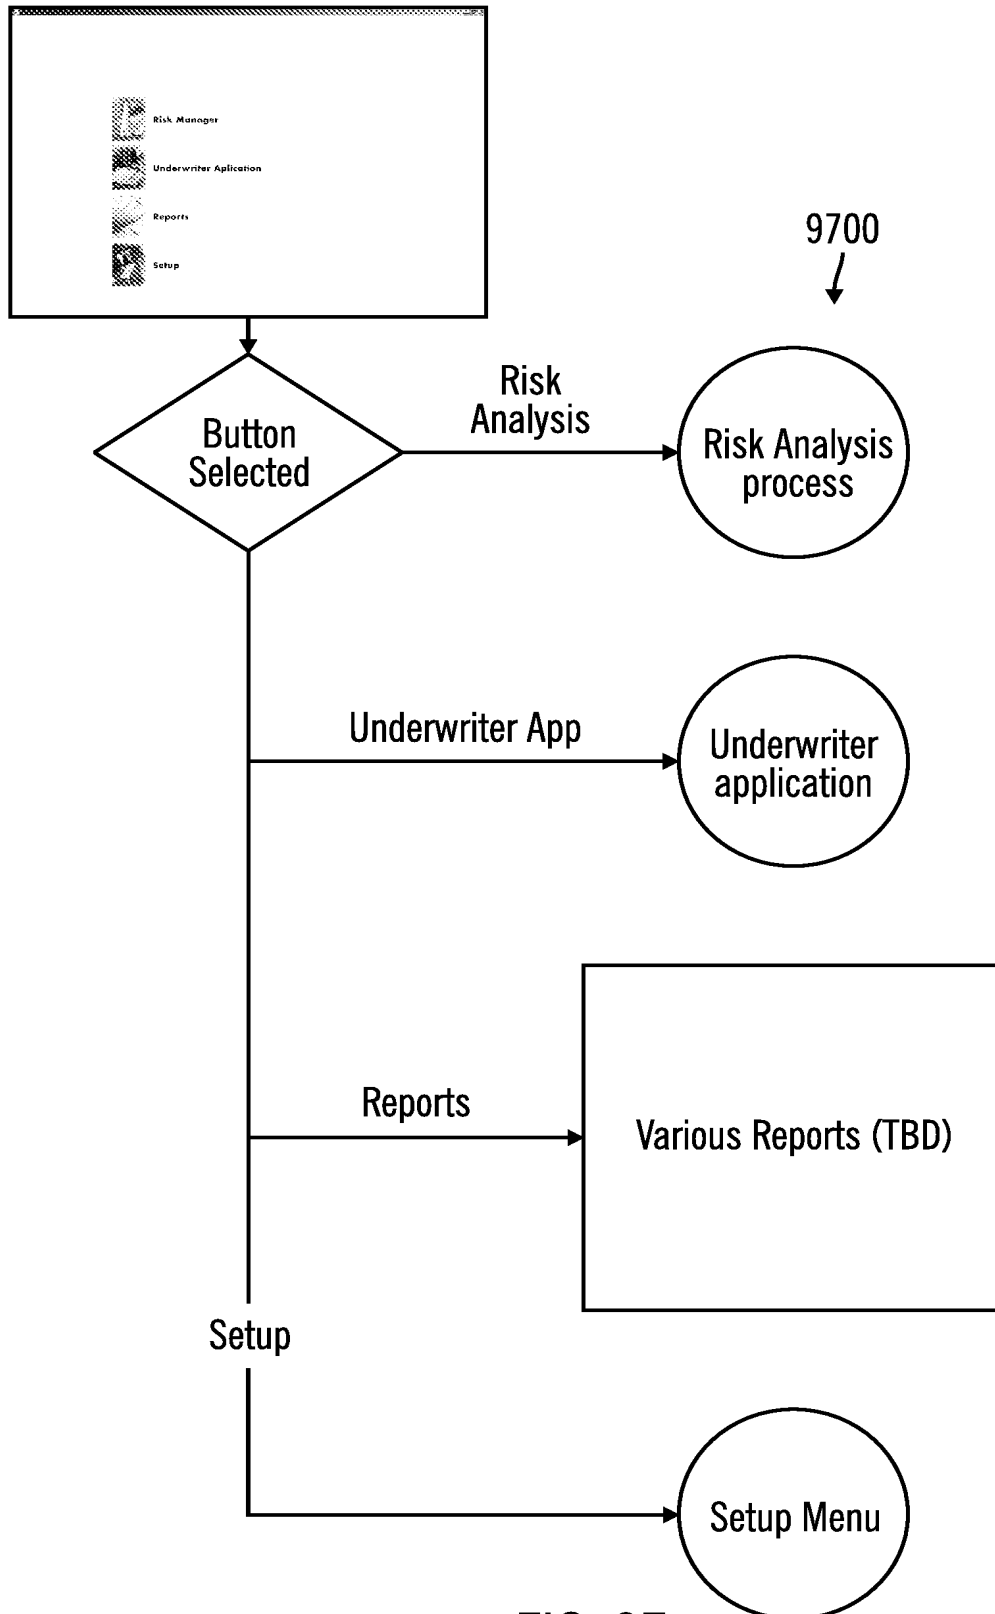 Risk Manager
Underwriter Aplication
Reports
Setup
9700
Button
Selected
Risk
Analysis
Risk Analysis
process
Underwriter App
Underwriter
application
Reports
Various Reports (TBD)
Setup
Setup Menu